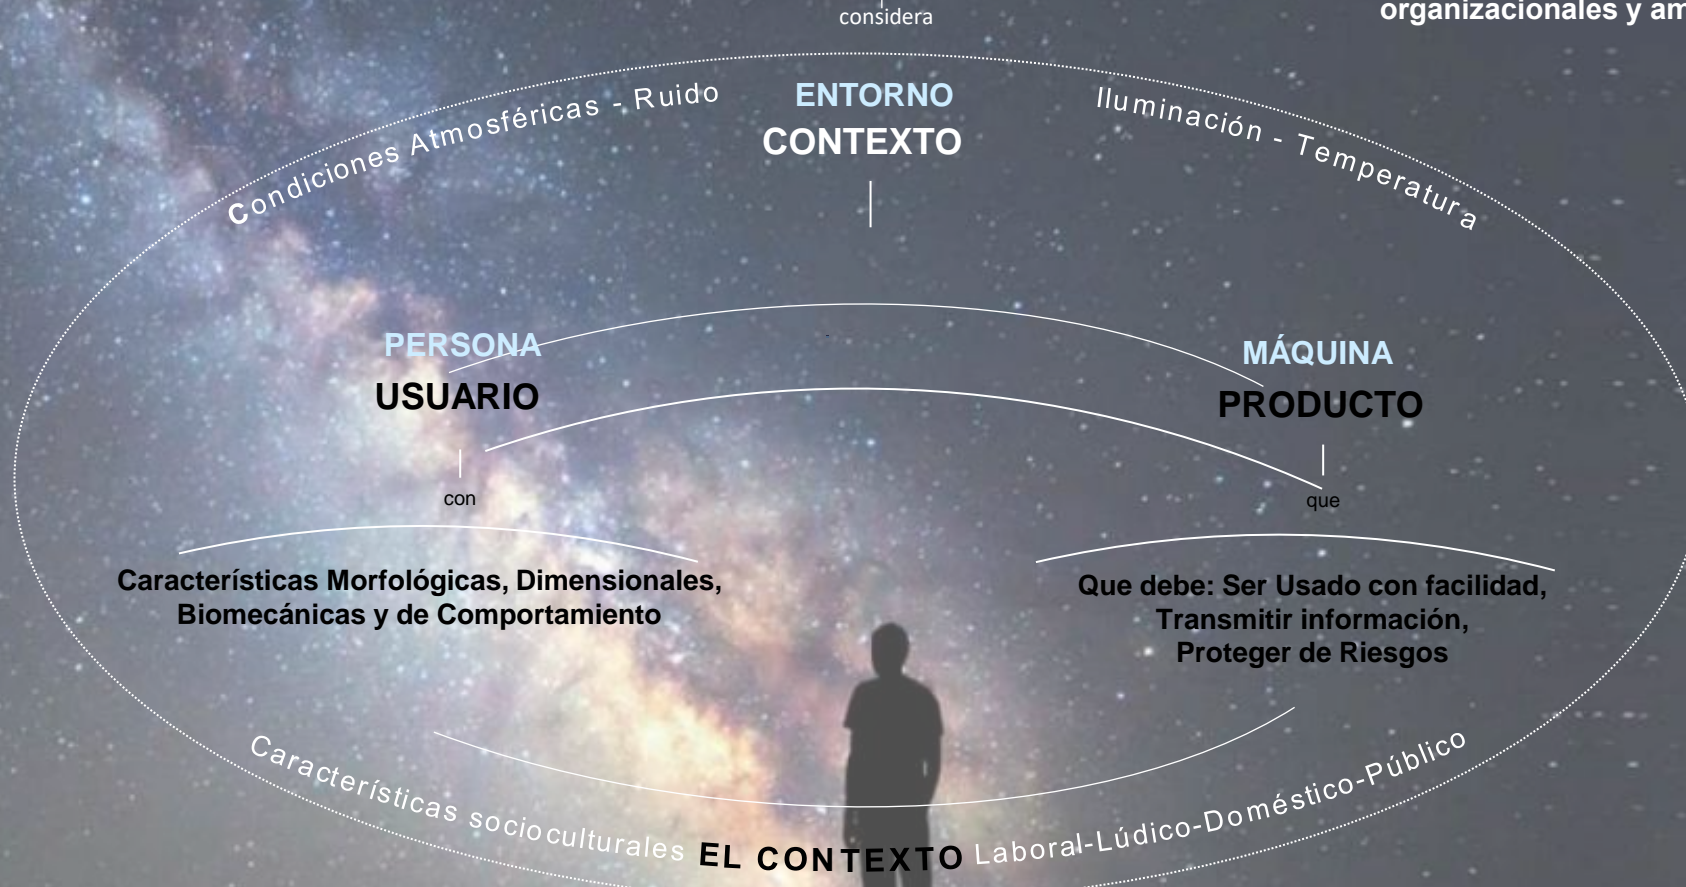 considera
organizacionales y am
ENTORNO
CONTEXTO
Condiciones Atmosféricas - Ruido
Iluminación - Temperatura
PERSONA
USUARIO
MÁQUINA
PRODUCTO
con
que
Características Morfológicas, Dimensionales,
Biomecánicas y de Comportamiento
Que debe: Ser Usado con facilidad,
Transmitir información,
Proteger de Riesgos
Características socioculturales EL CONTEXTO Laboral-Lúdico-Doméstico-Público